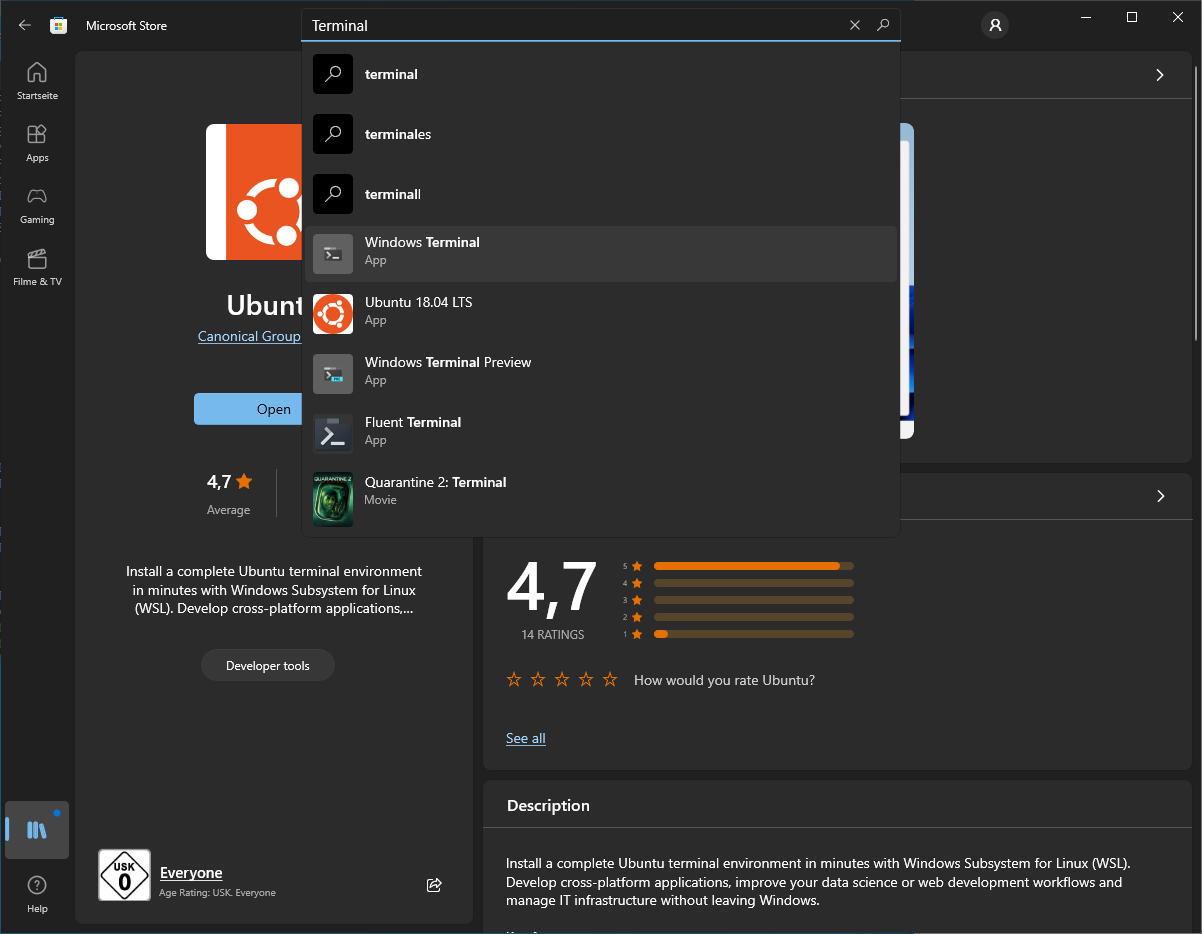 Microsoft Store
Terminal
Startseite
Apps
Gaming
Filme & TV
Help
terminal
terminales
terminall
Windows Terminal
App
Ubuntu 18.04 LTS
App
Windows Terminal Preview
App
Fluent Terminal
App
QUARANTINE 2
Quarantine 2: Terminal
Movie
Ubunt
Canonical Group
Open
4,7
Average
Install a complete Ubuntu terminal environment
in minutes with Windows Subsystem for Linux
(WSL). Develop cross-platform applications,...
Developer tools
USK
0
Everyone
Age Rating: USK. Everyone
4,7
14 RATINGS
5
4
3
2
1
How would you rate Ubuntu?
See all
Description
Install a complete Ubuntu terminal environment in minutes with Windows Subsystem for Linux (WSL).
Develop cross-platform applications, improve your data science or web development workflows and
manage IT infrastructure without leaving Windows.